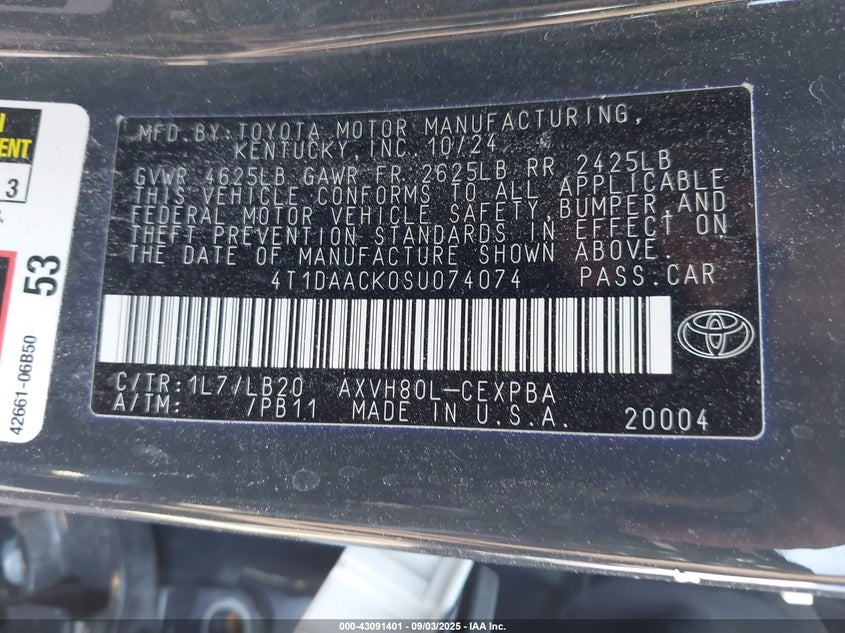 MFD.BY:TOYOTA MOTOR MANUFACTURING,
KENTUCKY,INC. 10/24
GVWR 4625LB GAWR FR 2625LB RR 2425LB
THIS VEHICLE CONFORMS TO ALL APPLICABLE
FEDERAL MOTOR VEHICLE SAFETY,BUMPER,AND
THEFT PREVENTION STANDARDS IN EFFECT ON
THE DATE OF MANUFACTURE SHOWN ABOVE.
4T1DAACK0SU074074 PASS.CAR
C/TR:1L7/LB20 AXVH80L-CEXPBA
A/TM: /PB11 MADE IN U.S.A. 20004
3
53
42661-06B50
000-43091401 - 09/03/2025 - IAA Inc.